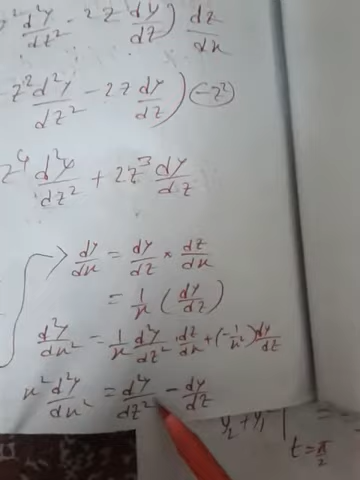 z² d²y/dz² - 2z dy/dz) dz/dx
-z² d²y/dz² - 2z dy/dz) (-z²)
z⁴ d²y/dz² + 2z³ dy/dz
> dy/dx = dy/dz × dz/dx
= 1/x (dy/dz)
d²y/dx² = 1/x d²y/dz² · dz/dx + (-1/x²) dy/dz
x² d²y/dx² = d²y/dz² - dy/dz
y₂ + y₁ | =
t = π/2